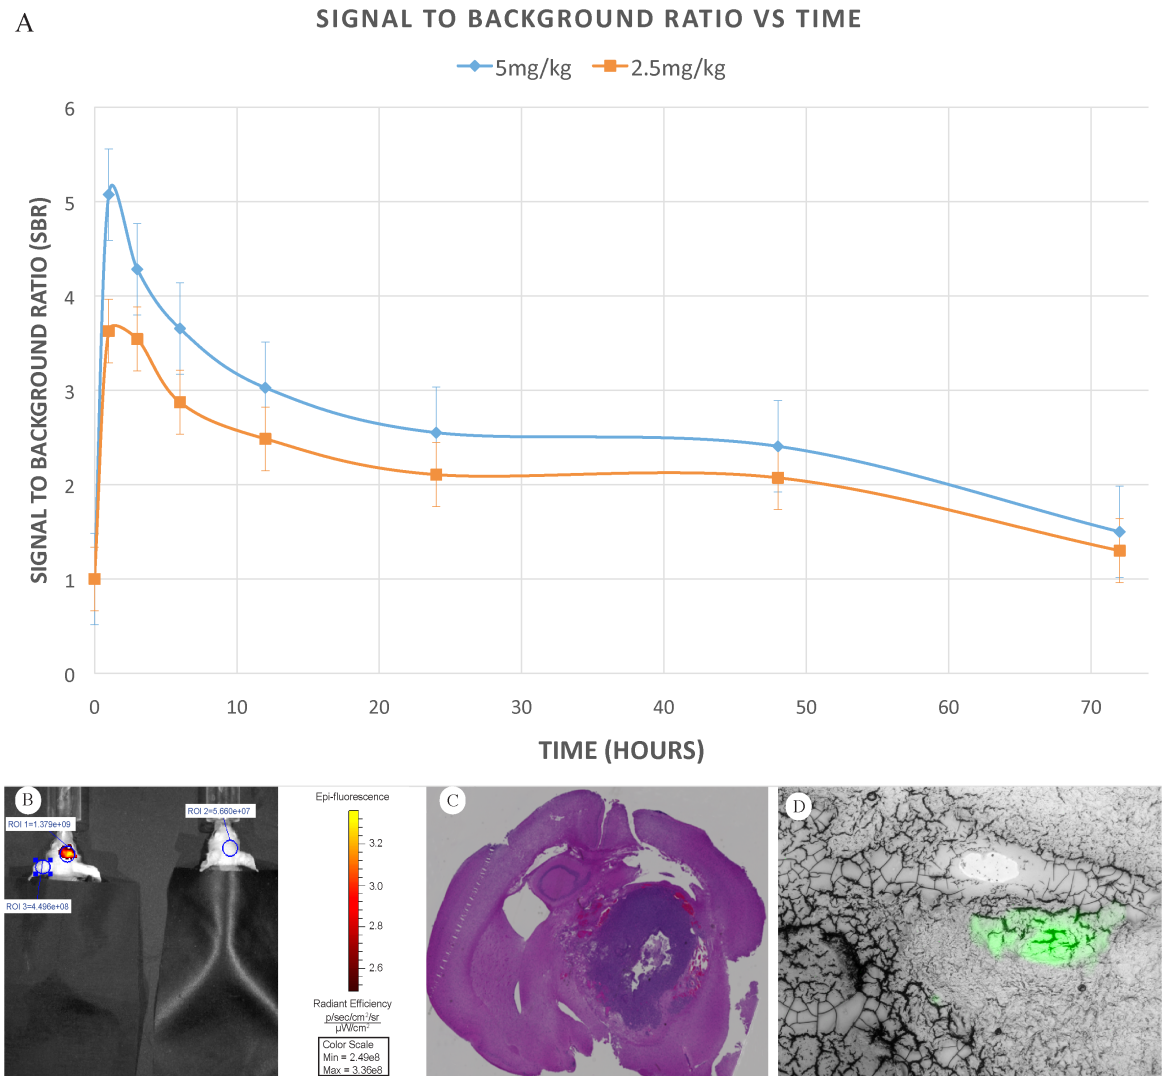 A
SIGNAL TO BACKGROUND RATIO VS TIME
5mg/kg 2.5mg/kg
SIGNAL TO BACKGROUND RATIO (SBR)
6
5
4
3
2
1
0
0 10 20 30 40 50 60 70
TIME (HOURS)
B
ROI 1=1.379e+09
ROI 2=5.660e+07
ROI 3=4.496e+08
Epi-fluorescence
3.2
3.0
2.8
2.6
Radiant Efficiency
p/sec/cm²/sr
µW/cm²
Color Scale
Min = 2.49e8
Max = 3.36e8
C
D